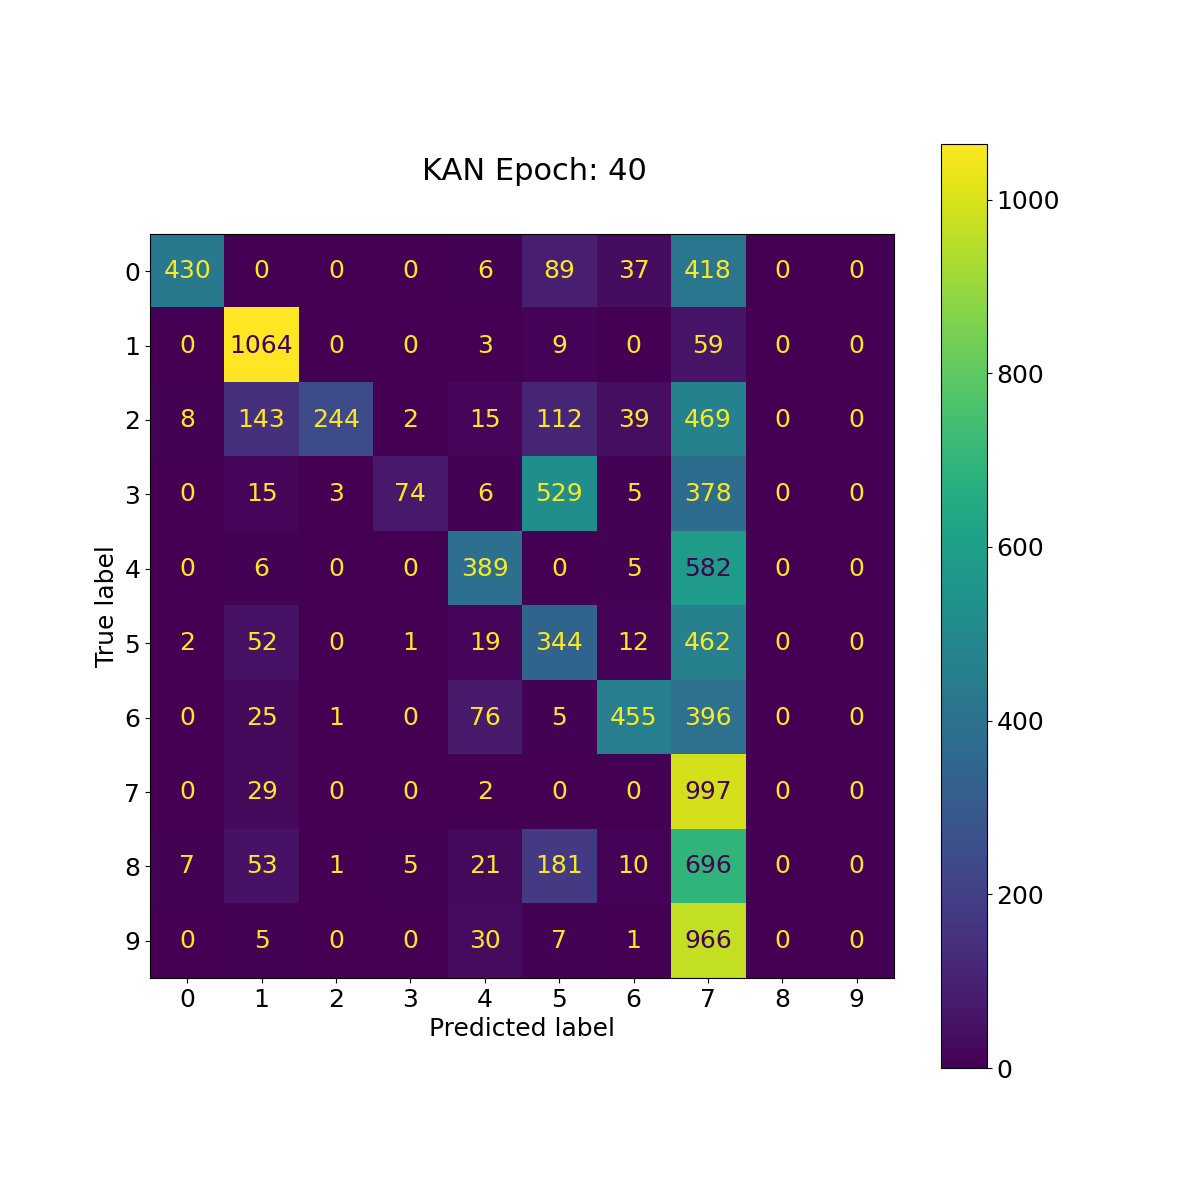 KAN Epoch: 40
1000
800
600
400
200
0
True label
0 430 0 0 0 6 89 37 418 0 0
1 0 1064 0 0 3 9 0 59 0 0
2 8 143 244 2 15 112 39 469 0 0
3 0 15 3 74 6 529 5 378 0 0
4 0 6 0 0 389 0 5 582 0 0
5 2 52 0 1 19 344 12 462 0 0
6 0 25 1 0 76 5 455 396 0 0
7 0 29 0 0 2 0 0 997 0 0
8 7 53 1 5 21 181 10 696 0 0
9 0 5 0 0 30 7 1 966 0 0
0 1 2 3 4 5 6 7 8 9
Predicted label